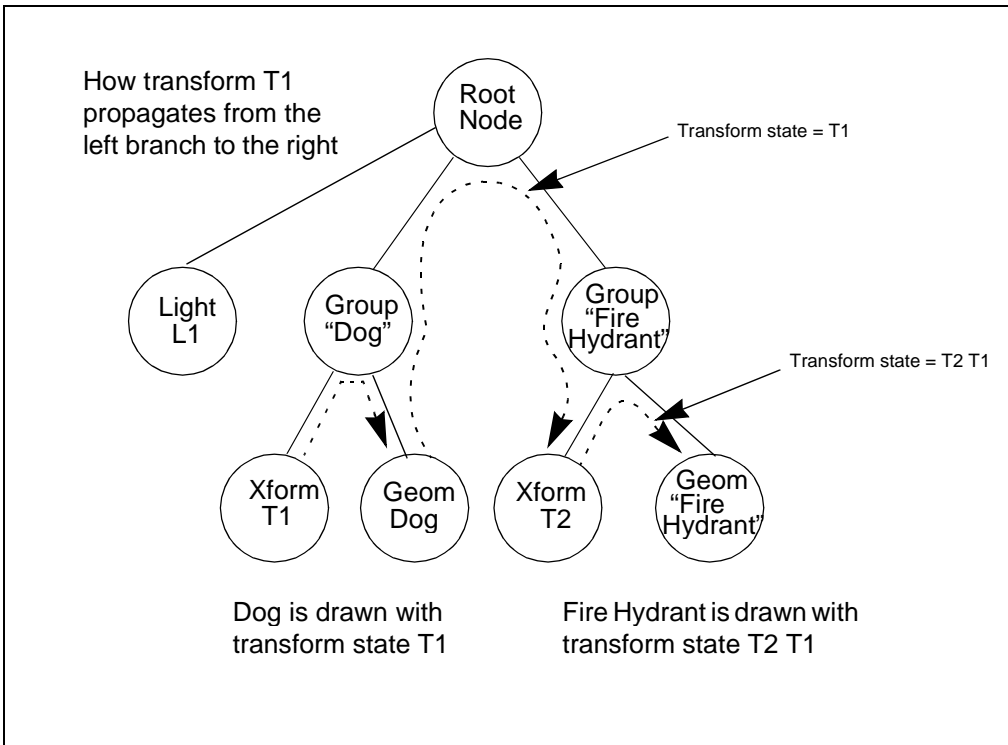 How transform T1
propagates from the
left branch to the right
Root
Node
Transform state = T1
Light
L1
Group
“Dog”
Group
“Fire
Hydrant”
Transform state = T2 T1
Xform
T1
Geom
Dog
Xform
T2
Geom
“Fire
Hydrant”
Dog is drawn with
transform state T1
Fire Hydrant is drawn with
transform state T2 T1